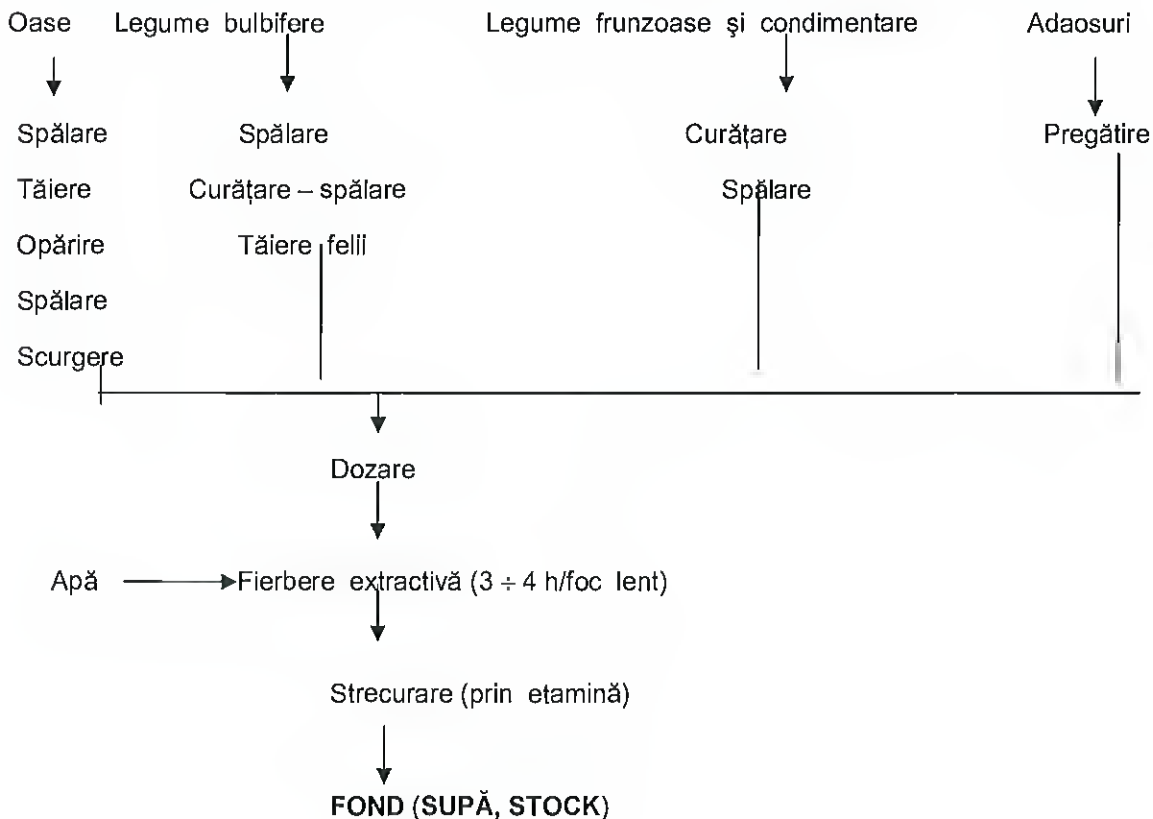 Oase Legume bulbifere Legume frunzoase şi condimentare Adaosuri
Spălare Spălare Curăţare Pregătire
Tăiere Curăţare – spălare Spălare
Opărire Tăiere felii
Spălare
Scurgere
Dozare
Apă Fierbere extractivă (3 ÷ 4 h/foc lent)
Strecurare (prin etamină)
FOND (SUPĂ, STOCK)